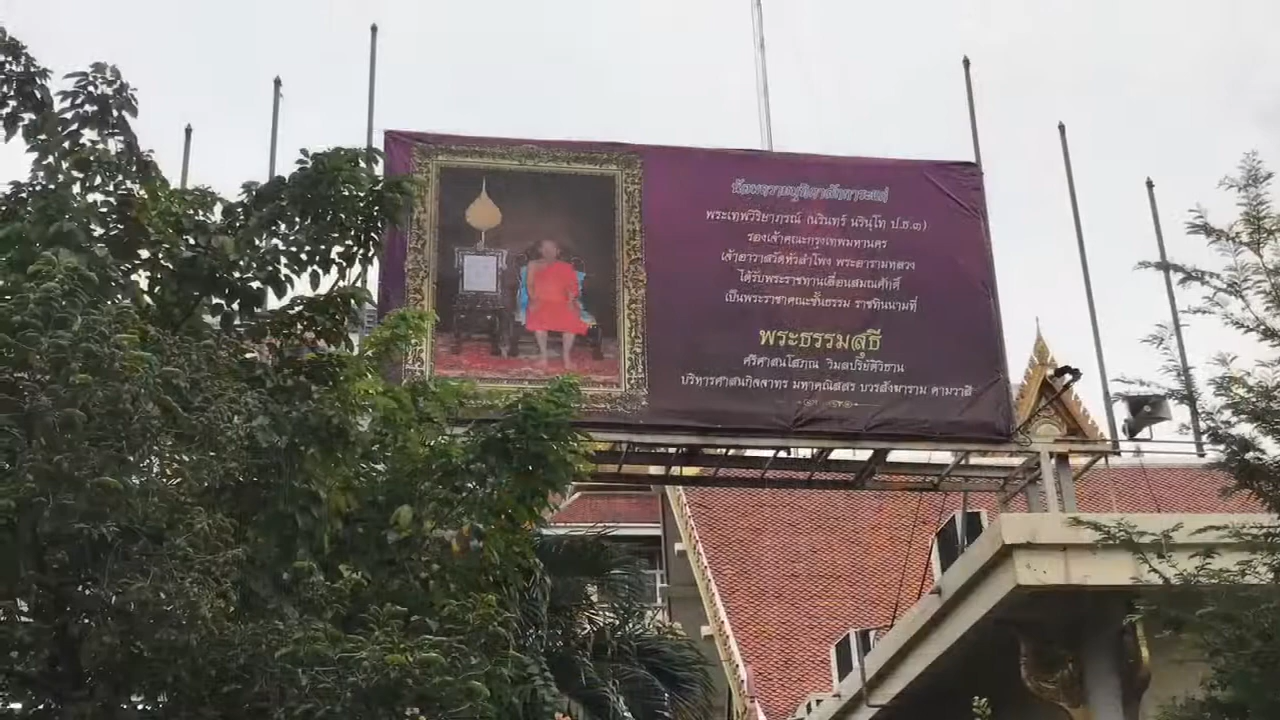 ขอถวายมุทิตาสักการะแด่
พระเทพวิริยาภรณ์ (นรินทร์ นรินฺโท ป.ธ.๓)
รองเจ้าคณะกรุงเทพมหานคร
เจ้าอาวาสวัดหัวลำโพง พระอารามหลวง
ได้รับพระราชทานเลื่อนสมณศักดิ์
เป็นพระราชาคณะชั้นธรรม ราชทินนามที่
พระธรรมสุธี
ศรีศาสนโสภณ วิมลปริยัติวิธาน
บริหารศาสนกิจจาทร มหาคณิสสร บวรสังฆาราม คามวาสี